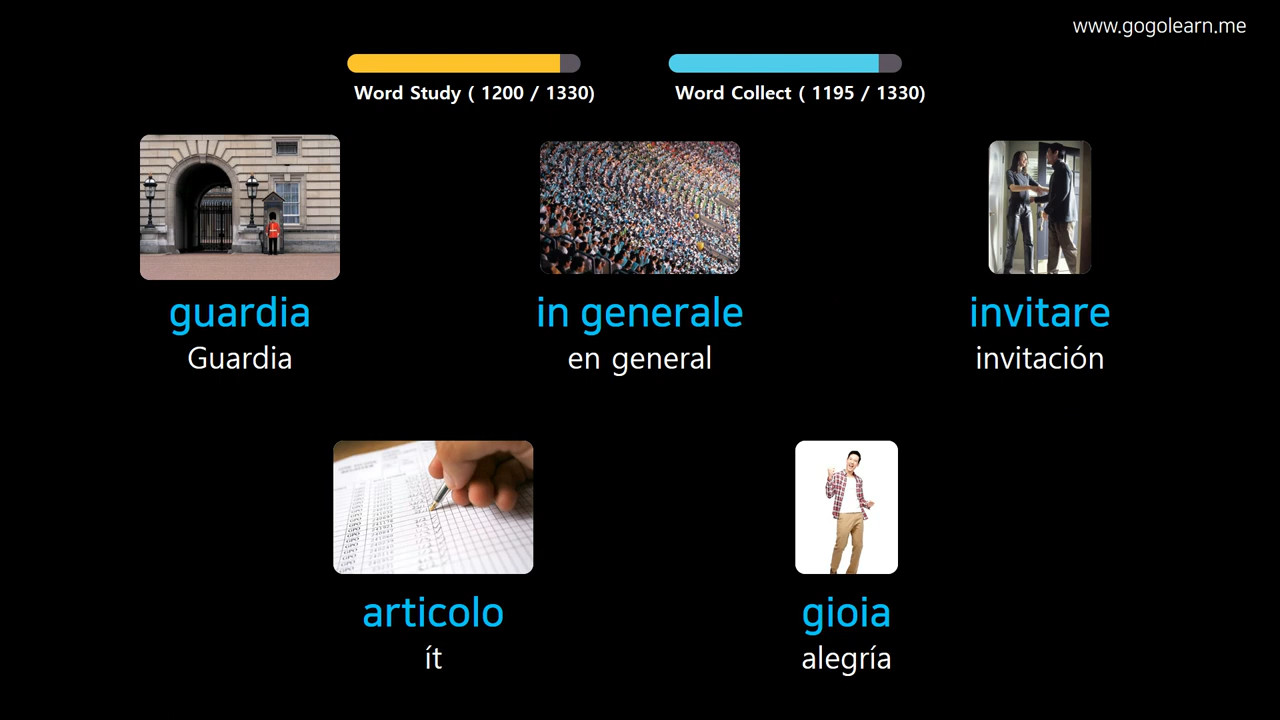 www.gogolearn.me
Word Study ( 1200 / 1330)
Word Collect ( 1195 / 1330)
guardia
Guardia
in generale
en general
invitare
invitación
articolo
ít
gioia
alegría